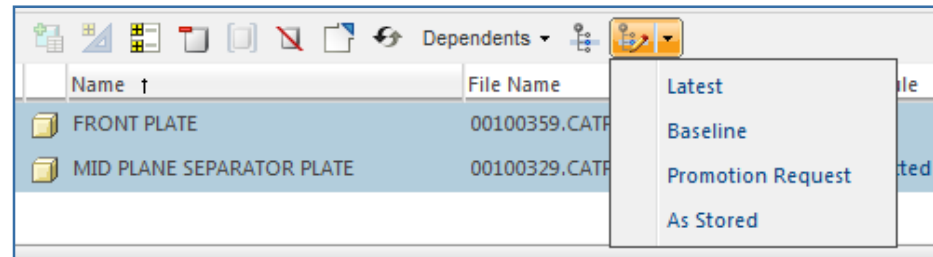 Dependents
Name File Name
FRONT PLATE 00100359.CATP
MID PLANE SEPARATOR PLATE 00100329.CATP
Latest
Baseline
Promotion Request
As Stored